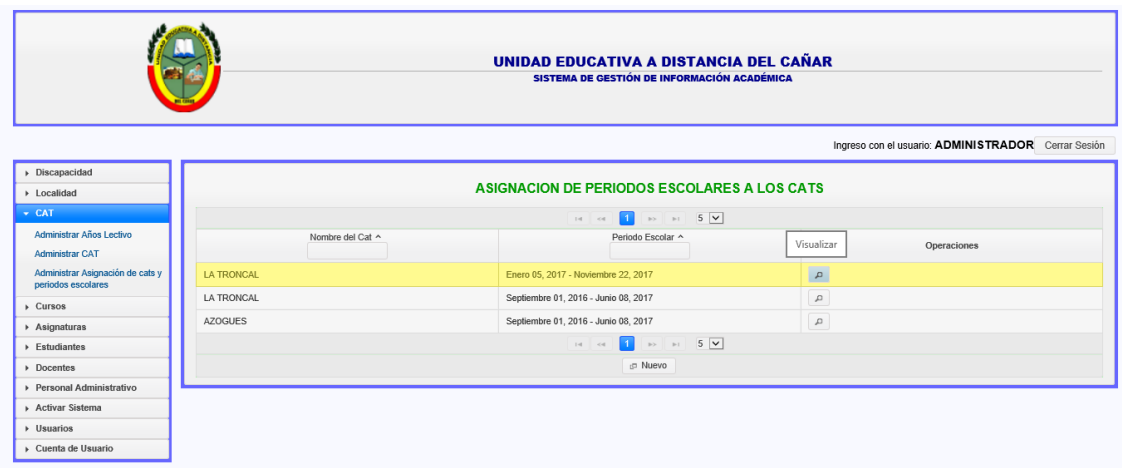 UNIDAD EDUCATIVA A DISTANCIA DEL CAÑAR
SISTEMA DE GESTIÓN DE INFORMACIÓN ACADÉMICA
Ingreso con el usuario: ADMINISTRADOR Cerrar Sesión
Discapacidad
Localidad
CAT
Administrar Años Lectivo
Administrar CAT
Administrar Asignación de cats y
periodos escolares
Cursos
Asignaturas
Estudiantes
Docentes
Personal Administrativo
Activar Sistema
Usuarios
Cuenta de Usuario
ASIGNACION DE PERIODOS ESCOLARES A LOS CATS
1 5
Nombre del Cat Periodo Escolar Visualizar Operaciones
LA TRONCAL Enero 05, 2017 - Noviembre 22, 2017
LA TRONCAL Septiembre 01, 2016 - Junio 08, 2017
AZOGUES Septiembre 01, 2016 - Junio 08, 2017
1 5
Nuevo